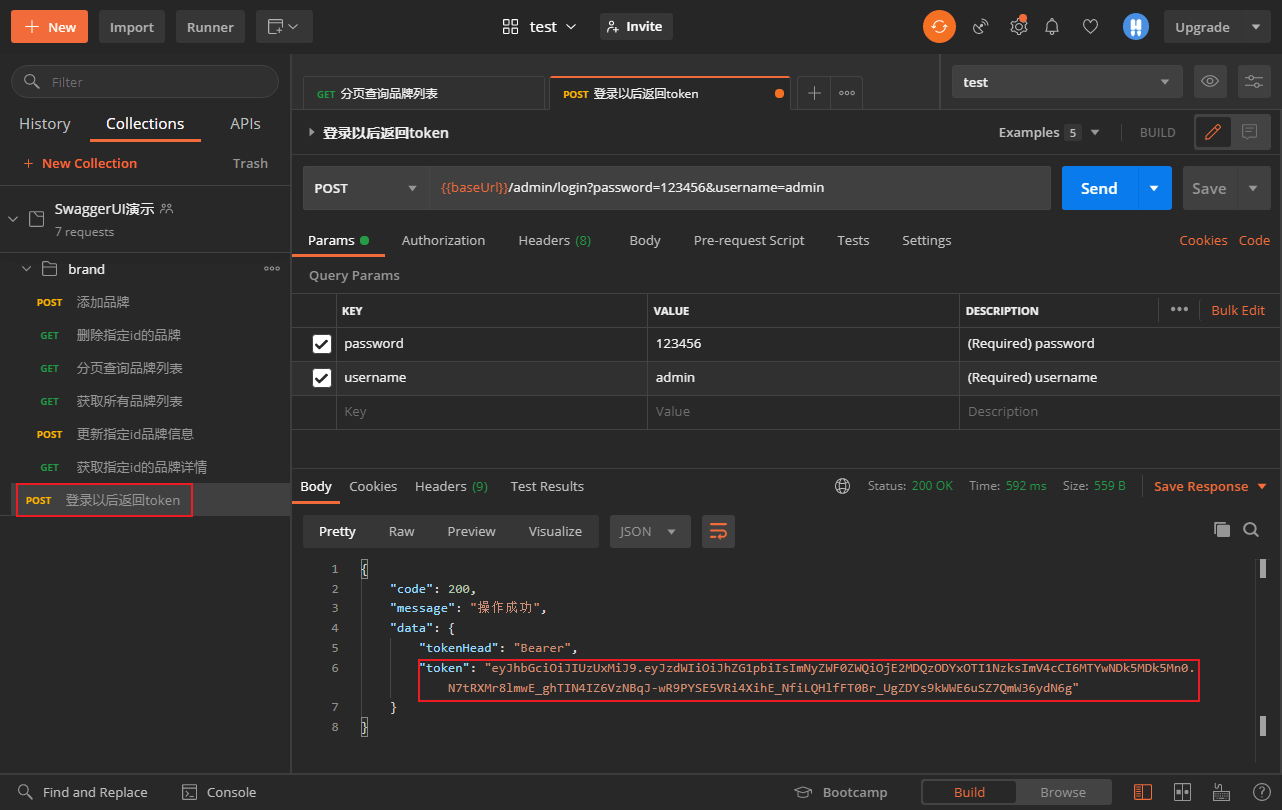 New
Import
Runner
test
Invite
Upgrade
Filter
History
Collections
APIs
New Collection
Trash
SwaggerUI演示
7 requests
brand
POST 添加品牌
GET 删除指定id的品牌
GET 分页查询品牌列表
GET 获取所有品牌列表
POST 更新指定id品牌信息
GET 获取指定id的品牌详情
POST 登录以后返回token
GET 分页查询品牌列表
POST 登录以后返回token
test
登录以后返回token
Examples 5
BUILD
POST
{{baseUrl}}/admin/login?password=123456&username=admin
Send
Save
Params
Authorization
Headers (8)
Body
Pre-request Script
Tests
Settings
Cookies
Code
Query Params
KEY VALUE DESCRIPTION
Bulk Edit
password 123456 (Required) password
username admin (Required) username
Key Value Description
Body
Cookies
Headers (9)
Test Results
Status: 200 OK
Time: 592 ms
Size: 559 B
Save Response
Pretty
Raw
Preview
Visualize
JSON
1 {
2 "code": 200,
3 "message": "操作成功",
4 "data": {
5 "tokenHead": "Bearer",
6 "token": "eyJhbGciOiJIUzUxMiJ9.eyJzdWIiOiJhZG1pbiIsImNyZWF0ZWQiOjE2MDQzODYxOTI1NzksImV4cCI6MTYwNDk5MDk5Mn0.
N7tRXMr8lmwE_ghTIN4IZ6VzNBqJ-wR9PYSE5VRi4XihE_NfiLQHlfFT0Br_UgZDYs9kWWE6uSZ7QmW36ydN6g"
7 }
8 }
Find and Replace
Console
Bootcamp
Build
Browse